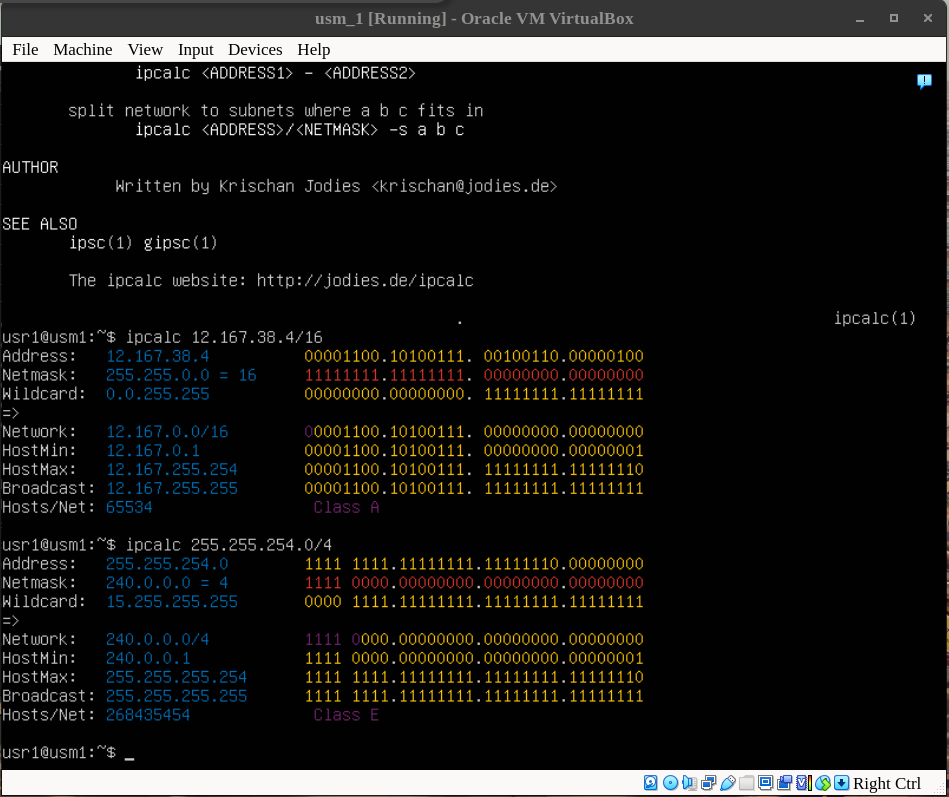 usm_1 [Running] - Oracle VM VirtualBox
File Machine View Input Devices Help
ipcalc <ADDRESS1> - <ADDRESS2>
split network to subnets where a b c fits in
ipcalc <ADDRESS>/<NETMASK> -s a b c
AUTHOR
Written by Krischan Jodies <krischan@jodies.de>
SEE ALSO
ipsc(1) gipsc(1)
The ipcalc website: http://jodies.de/ipcalc
. ipcalc(1)
usr1@usm1:~$ ipcalc 12.167.38.4/16
Address: 12.167.38.4 00001100.10100111. 00100110.00000100
Netmask: 255.255.0.0 = 16 11111111.11111111. 00000000.00000000
Wildcard: 0.0.255.255 00000000.00000000. 11111111.11111111
=>
Network: 12.167.0.0/16 00001100.10100111. 00000000.00000000
HostMin: 12.167.0.1 00001100.10100111. 00000000.00000001
HostMax: 12.167.255.254 00001100.10100111. 11111111.11111110
Broadcast: 12.167.255.255 00001100.10100111. 11111111.11111111
Hosts/Net: 65534 Class A
usr1@usm1:~$ ipcalc 255.255.254.0/4
Address: 255.255.254.0 1111 1111.11111111.11111110.00000000
Netmask: 240.0.0.0 = 4 1111 0000.00000000.00000000.00000000
Wildcard: 15.255.255.255 0000 1111.11111111.11111111.11111111
=>
Network: 240.0.0.0/4 1111 0000.00000000.00000000.00000000
HostMin: 240.0.0.1 1111 0000.00000000.00000000.00000001
HostMax: 255.255.255.254 1111 1111.11111111.11111111.11111110
Broadcast: 255.255.255.255 1111 1111.11111111.11111111.11111111
Hosts/Net: 268435454 Class E
usr1@usm1:~$ _
Right Ctrl